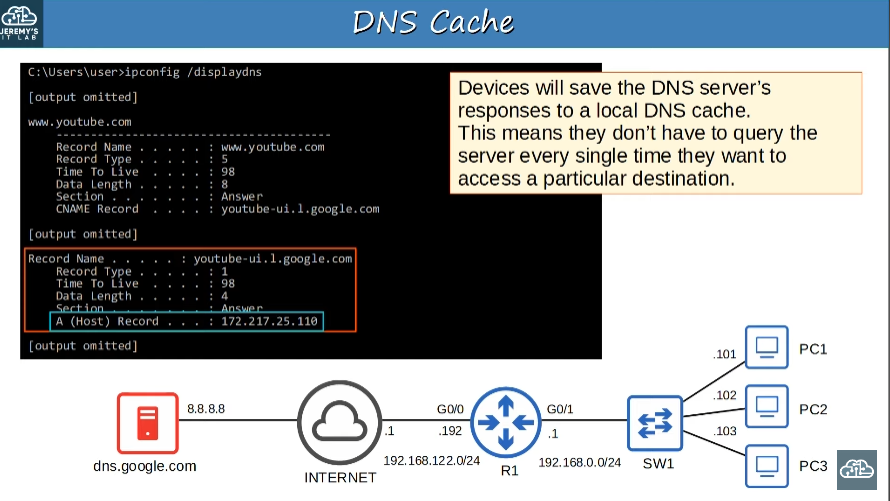 JEREMY'S
IT LAB
DNS Cache
C:\Users\user>ipconfig /displaydns
[output omitted]
www.youtube.com
----------------------------------------
Record Name . . . . . : www.youtube.com
Record Type . . . . . : 5
Time To Live  . . . . : 98
Data Length . . . . . : 8
Section . . . . . . . : Answer
CNAME Record  . . . . : youtube-ui.l.google.com
[output omitted]
Record Name . . . . . : youtube-ui.l.google.com
Record Type . . . . . : 1
Time To Live  . . . . : 98
Data Length . . . . . : 4
Section . . . . . . . : Answer
A (Host) Record . . . : 172.217.25.110
[output omitted]
Devices will save the DNS server's
responses to a local DNS cache.
This means they don't have to query the
server every single time they want to
access a particular destination.
8.8.8.8
dns.google.com
INTERNET
.1
192.168.122.0/24
G0/0
.192
R1
G0/1
.1
192.168.0.0/24
SW1
.101
PC1
.102
PC2
.103
PC3